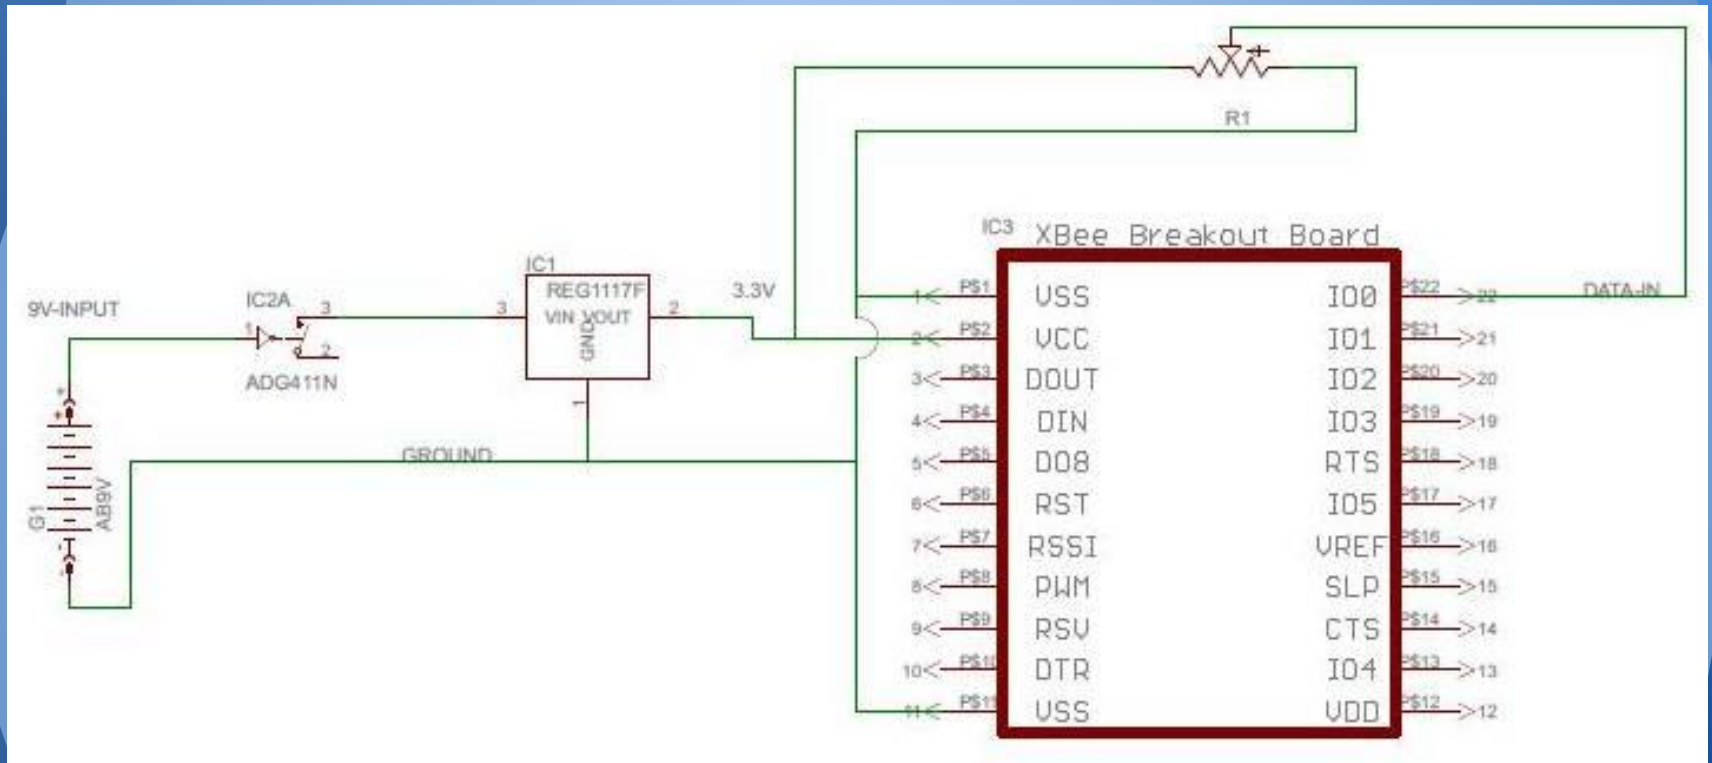 R1
IC3
XBee Breakout Board
9V-INPUT
IC2A
1
3
2
ADG411N
IC1
REG1117F
VIN VOUT
GND
3
2
1
3.3V
GROUND
G1
AB9V
DATA-IN
1 P$1 VSS IO0 P$22 22
2 P$2 VCC IO1 P$21 21
3 P$3 DOUT IO2 P$20 20
4 P$4 DIN IO3 P$19 19
5 P$5 DO8 RTS P$18 18
6 P$6 RST IO5 P$17 17
7 P$7 RSSI VREF P$16 16
8 P$8 PWM SLP P$15 15
9 P$9 RSV CTS P$14 14
10 P$10 DTR IO4 P$13 13
11 P$11 VSS VDD P$12 12